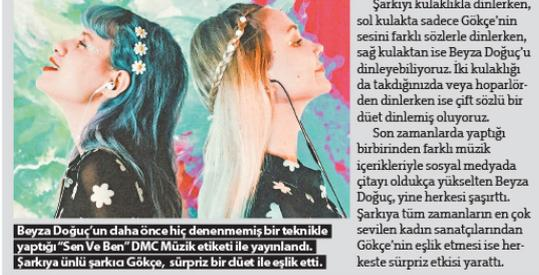 Şarkıyı kulaklıkla dinlerken,
sol kulakta sadece Gökçe'nin
sesini farklı sözlerle dinlerken,
sağ kulaktan ise Beyza Doğuç'u
dinleyebiliyoruz. İki kulaklığı
da takdığınızda veya hoparlör-
den dinlerken ise çift sözlü bir
düet dinlemiş oluyoruz.
Son zamanlarda yaptığı
birbirinden farklı müzik
içerikleriyle sosyal medyada
çıtayı oldukça yükselten Beyza
Doğuç, yine herkesi şaşırttı.
Şarkıya tüm zamanların en çok
sevilen kadın sanatçılarından
Gökçe'nin eşlik etmesi ise her-
keste sürpriz etkisi yarattı.
Beyza Doğuç'un daha önce hiç denenmemiş bir teknikle
yaptığı "Sen Ve Ben" DMC Müzik etiketi ile yayınlandı.
Şarkıya ünlü şarkıcı Gökçe, sürpriz bir düet ile eşlik etti.